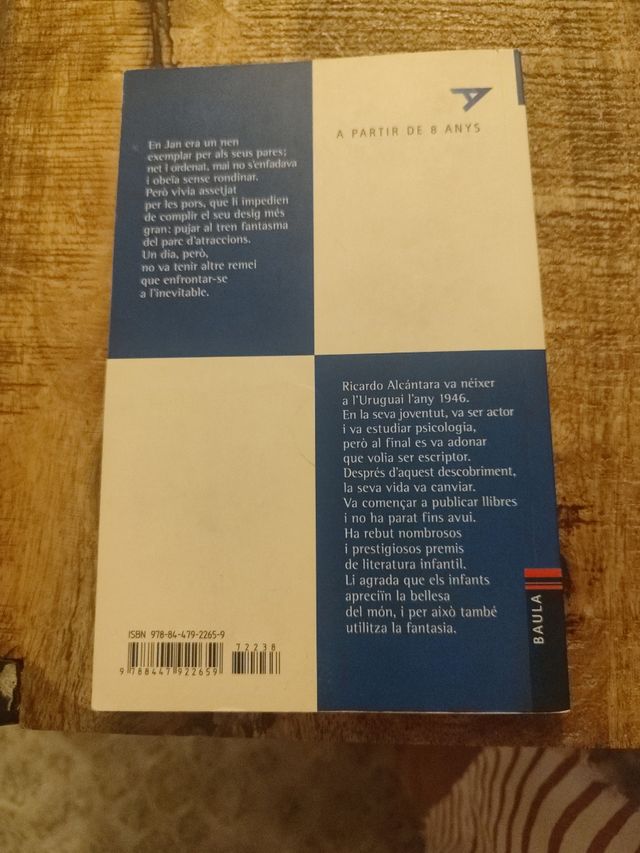 En Jan era un nen
exemplar per als seus pares;
net i ordenat, mai no s'enfadava
i obeïa sense rondinar.
Però vivia assetjat
per les pors, que li impedien
de complir el seu desig més
gran: pujar al tren fantasma
del parc d'atraccions.
Un dia, però,
no va tenir altre remei
que enfrontar-se
a l'inevitable.
A PARTIR DE 8 ANYS
Ricardo Alcántara va néixer
a l'Uruguai l'any 1946.
En la seva joventut, va ser actor
i va estudiar psicologia,
però al final es va adonar
que volia ser escriptor.
Després d'aquest descobriment,
la seva vida va canviar.
Va començar a publicar llibres
i no ha parat fins avui.
Ha rebut nombrosos
i prestigiosos premis
de literatura infantil.
Li agrada que els infants
apreciïn la bellesa
del món, i per això també
utilitza la fantasia.
ISBN 978-84-479-2265-9
72238
9 788447 922659
BAULA